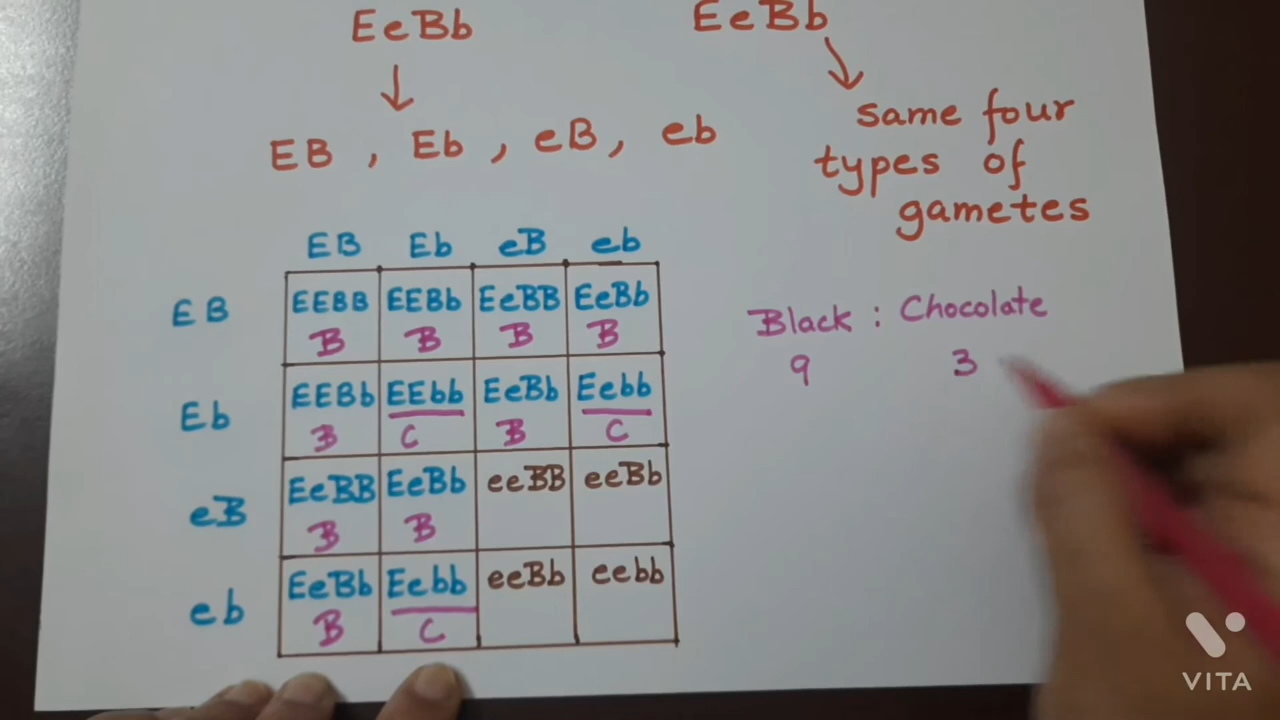 EeBb EeBb
EB , Eb , eB , eb
same four
types of
gametes
EB Eb eB eb
EB EEBB EEBb EeBB EeBb
B B B B
Eb EEBb EEbb EeBb Eebb
B C B C
eB EeBB EeBb eeBB eeBb
B B
eb EeBb Eebb eeBb eebb
B C
Black : Chocolate
9 3
VITA